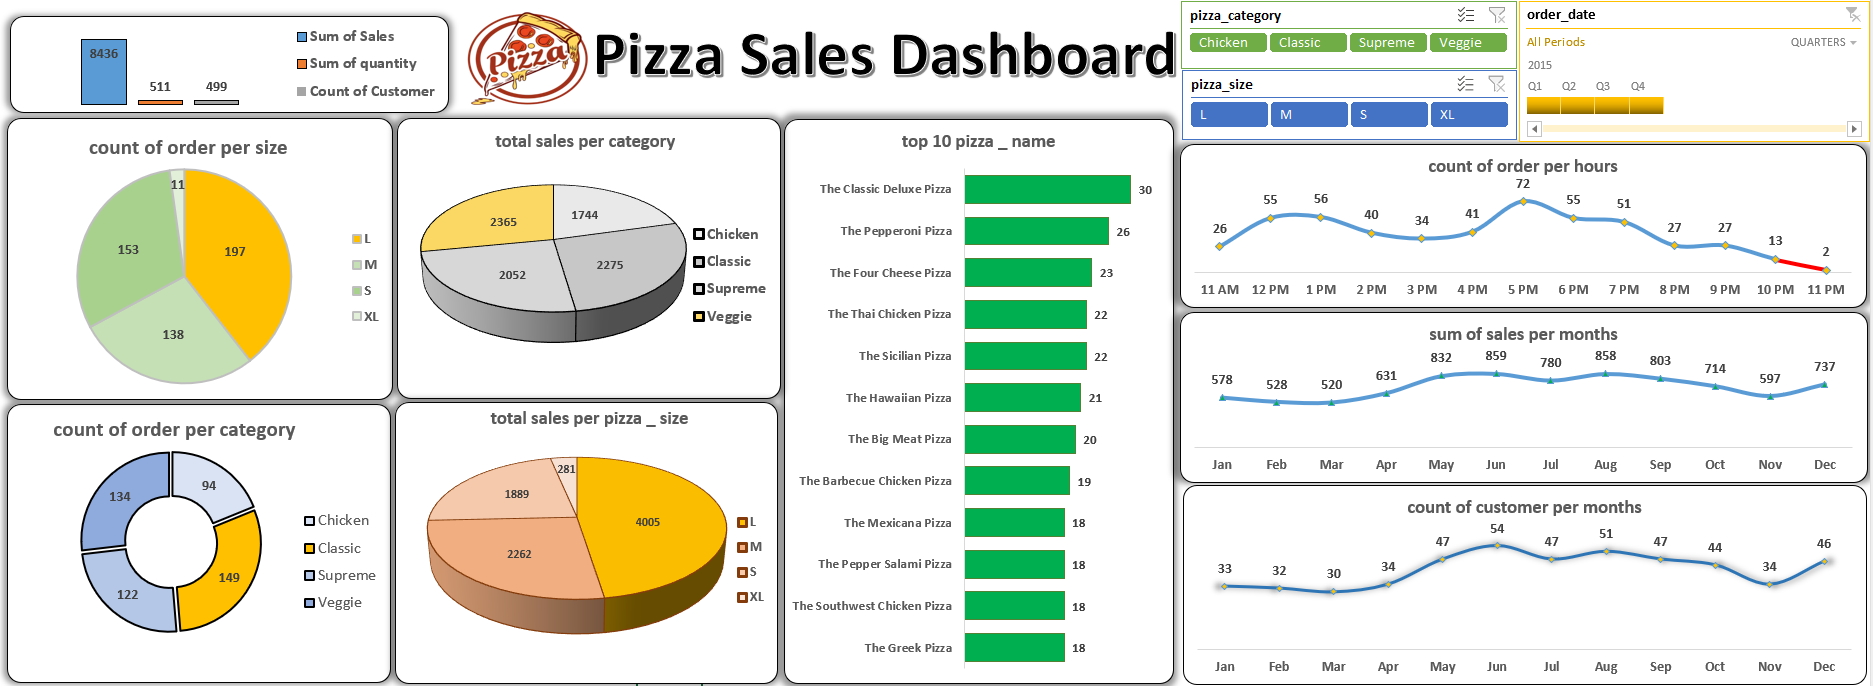 8436
511
499
Sum of Sales
Sum of quantity
Count of Customer
Pizza
Pizza Sales Dashboard
pizza_category
Chicken
Classic
Supreme
Veggie
pizza_size
L
M
S
XL
order_date
All Periods
QUARTERS
2015
Q1 Q2 Q3 Q4
count of order per size
11
153
197
138
L
M
S
XL
total sales per category
2365
1744
2052
2275
Chicken
Classic
Supreme
Veggie
count of order per category
134
94
122
149
Chicken
Classic
Supreme
Veggie
total sales per pizza _ size
281
1889
4005
2262
L
M
S
XL
top 10 pizza _ name
The Classic Deluxe Pizza 30
The Pepperoni Pizza 26
The Four Cheese Pizza 23
The Thai Chicken Pizza 22
The Sicilian Pizza 22
The Hawaiian Pizza 21
The Big Meat Pizza 20
The Barbecue Chicken Pizza 19
The Mexicana Pizza 18
The Pepper Salami Pizza 18
The Southwest Chicken Pizza 18
The Greek Pizza 18
count of order per hours
26 55 56 40 34 41 72 55 51 27 27 13 2
11 AM 12 PM 1 PM 2 PM 3 PM 4 PM 5 PM 6 PM 7 PM 8 PM 9 PM 10 PM 11 PM
sum of sales per months
578 528 520 631 832 859 780 858 803 714 597 737
Jan Feb Mar Apr May Jun Jul Aug Sep Oct Nov Dec
count of customer per months
33 32 30 34 47 54 47 51 47 44 34 46
Jan Feb Mar Apr May Jun Jul Aug Sep Oct Nov Dec